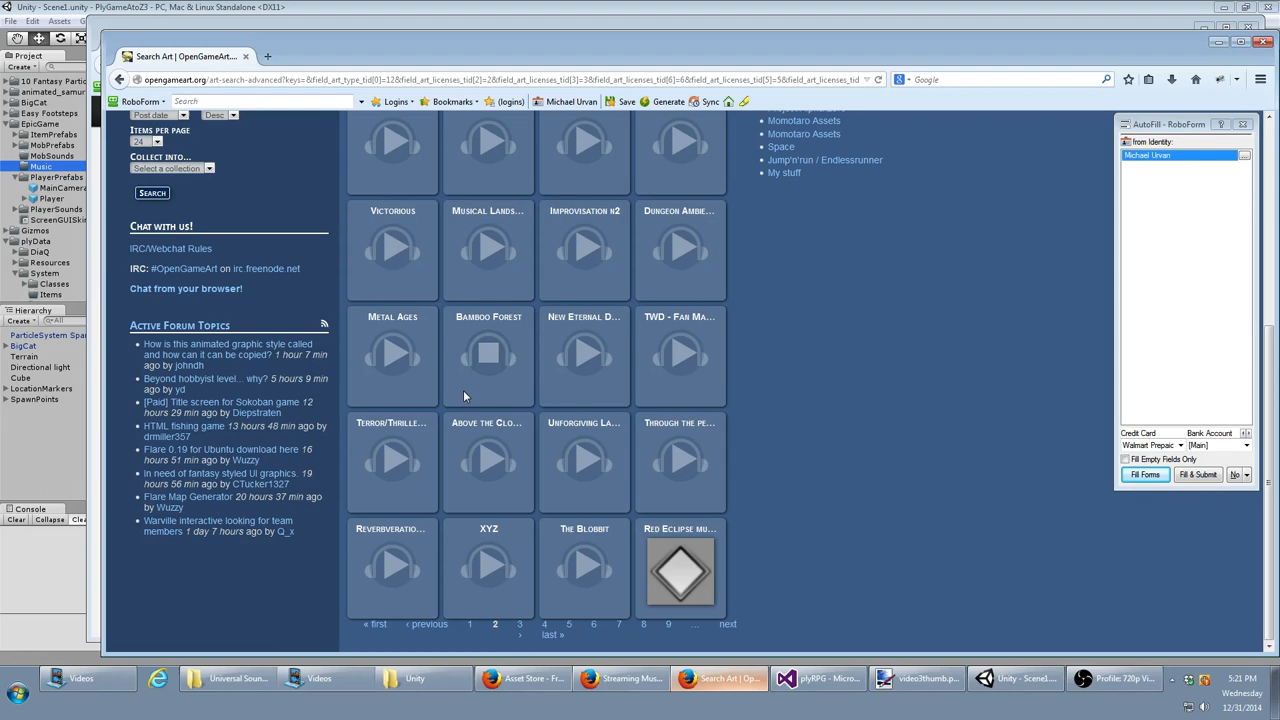 Unity - Scene1.unity - PlyGameAtoZ3 - PC, Mac & Linux Standalone <DX11>
File Edit Assets
Project
Create
10 Fantasy Partic
animated_samur
BigCat
Easy Footsteps
EpicGame
ItemPrefabs
MobPrefabs
MobSounds
Music
PlayerPrefabs
MainCamera
Player
PlayerSounds
ScreenGUISkin
Gizmos
plyData
DiaQ
Resources
System
Classes
Items
Hierarchy
Create All
ParticleSystem Spar
BigCat
Terrain
Directional light
Cube
LocationMarkers
SpawnPoints
Console
Clear Collapse Clea
Search Art | OpenGameArt....
opengameart.org/art-search-advanced?keys=&field_art_type_tid[0]=12&field_art_licenses_tid[2]=2&field_art_licenses_tid[3]=3&field_art_licenses_tid[6]=6&field_art_licenses_tid[5]=5&field_art_licenses_tid
Google
RoboForm Search Logins Bookmarks (logins) Michael Urvan Save Generate Sync
Post date Desc
Items per page
24
Collect into...
Select a collection
Search
Chat with us!
IRC/Webchat Rules
IRC: #OpenGameArt on irc.freenode.net
Chat from your browser!
Active Forum Topics
How is this animated graphic style called
and how can it can be copied? 1 hour 7 min
ago by johndh
Beyond hobbyist level... why? 5 hours 9 min
ago by yd
[Paid] Title screen for Sokoban game 12
hours 29 min ago by Diepstraten
HTML fishing game 13 hours 48 min ago by
drmiller357
Flare 0.19 for Ubuntu download here 16
hours 51 min ago by Wuzzy
In need of fantasy styled UI graphics. 19
hours 56 min ago by CTucker1327
Flare Map Generator 20 hours 37 min ago by
Wuzzy
Warville interactive looking for team
members 1 day 7 hours ago by Q_x
Victorious Musical Lands... Improvisation n2 Dungeon Ambie...
Metal Ages Bamboo Forest New Eternal D... TWD - Fan Ma...
Terror/Thrille... Above the Clo... Unforgiving La... Through the pe...
Reverbveratio... XYZ The Blobbit Red Eclipse mu...
« first ‹ previous 1 2 3 4 5 6 7 8 9 … next
› last »
Momotaro Assets
Momotaro Assets
Space
Jump'n'run / Endlessrunner
My stuff
AutoFill - RoboForm
from Identity:
Michael Urvan
Credit Card Bank Account
Walmart Prepaic [Main]
Fill Empty Fields Only
Fill Forms Fill & Submit No
Videos Universal Soun... Videos Unity Asset Store - Fr... Streaming Mus... Search Art | Op... plyRPG - Micro... video3thumb.p... Unity - Scene1.... Profile: 720p Vi...
5:21 PM
Wednesday
12/31/2014